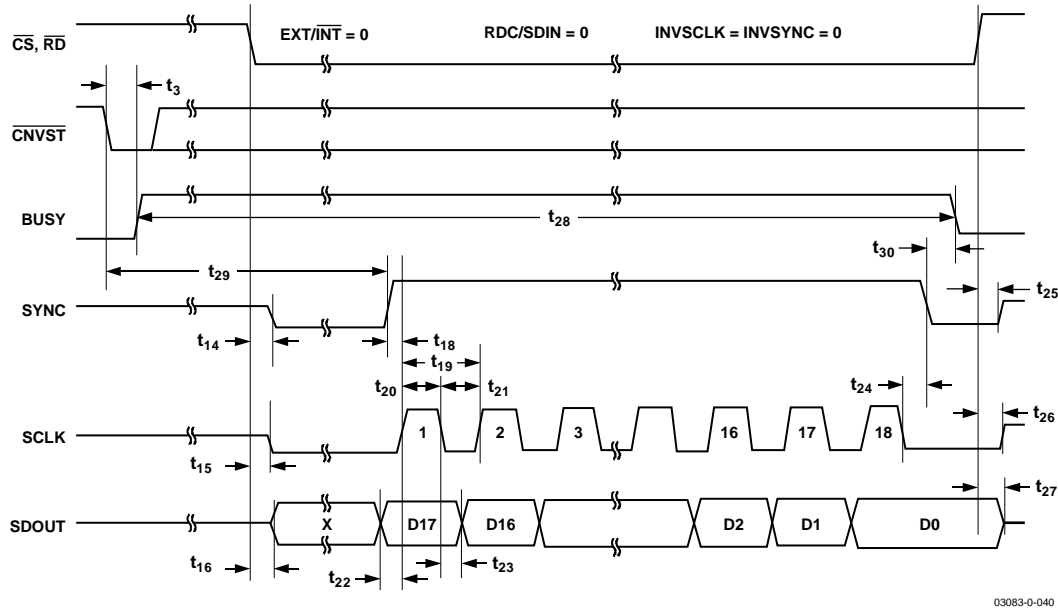 CS, RD
EXT/INT = 0 RDC/SDIN = 0 INVSCLK = INVSYNC = 0
t3
CNVST
BUSY
t28
t30
t29
t25
SYNC
t14
t18
t19
t20
t21
t24
t26
SCLK
1 2 3 16 17 18
t15
t27
SDOUT
X D17 D16 D2 D1 D0
t16
t22
t23
03083-0-040